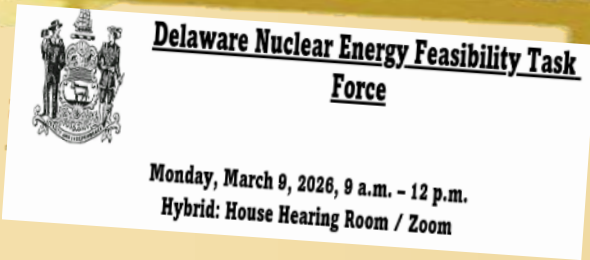 Delaware Nuclear Energy Feasibility Task
Force
Monday, March 9, 2026, 9 a.m. – 12 p.m.
Hybrid: House Hearing Room / Zoom